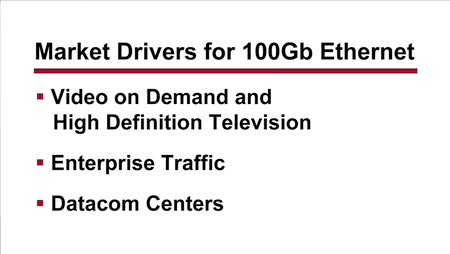 Market Drivers for 100Gb Ethernet
▪ Video on Demand and
High Definition Television
▪ Enterprise Traffic
▪ Datacom Centers